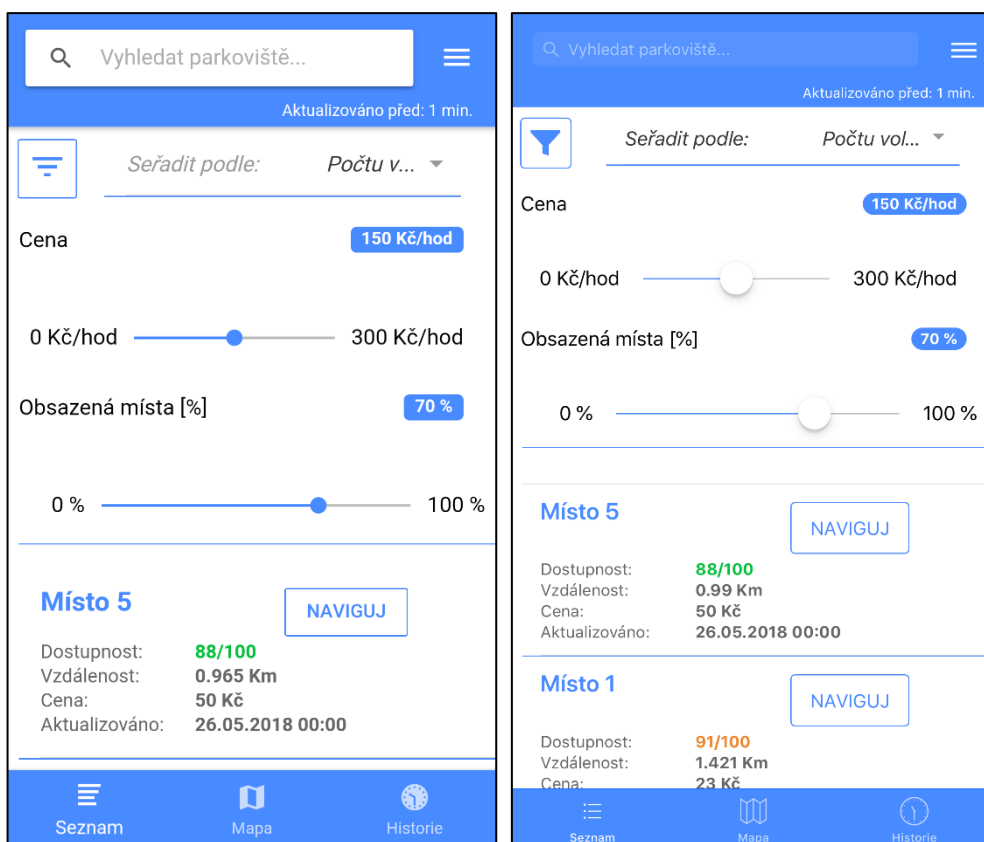 Vyhledat parkoviště...
Aktualizováno před: 1 min.
Seřadit podle: Počtu v...
Cena 150 Kč/hod
0 Kč/hod 300 Kč/hod
Obsazená místa [%] 70 %
0 % 100 %
Místo 5 NAVIGUJ
Dostupnost: 88/100
Vzdálenost: 0.965 Km
Cena: 50 Kč
Aktualizováno: 26.05.2018 00:00
Seznam Mapa Historie
Vyhledat parkoviště...
Aktualizováno před: 1 min.
Seřadit podle: Počtu vol...
Cena 150 Kč/hod
0 Kč/hod 300 Kč/hod
Obsazená místa [%] 70 %
0 % 100 %
Místo 5 NAVIGUJ
Dostupnost: 88/100
Vzdálenost: 0.99 Km
Cena: 50 Kč
Aktualizováno: 26.05.2018 00:00
Místo 1 NAVIGUJ
Dostupnost: 91/100
Vzdálenost: 1.421 Km
Cena: 23 Kč
Seznam Mapa Historie